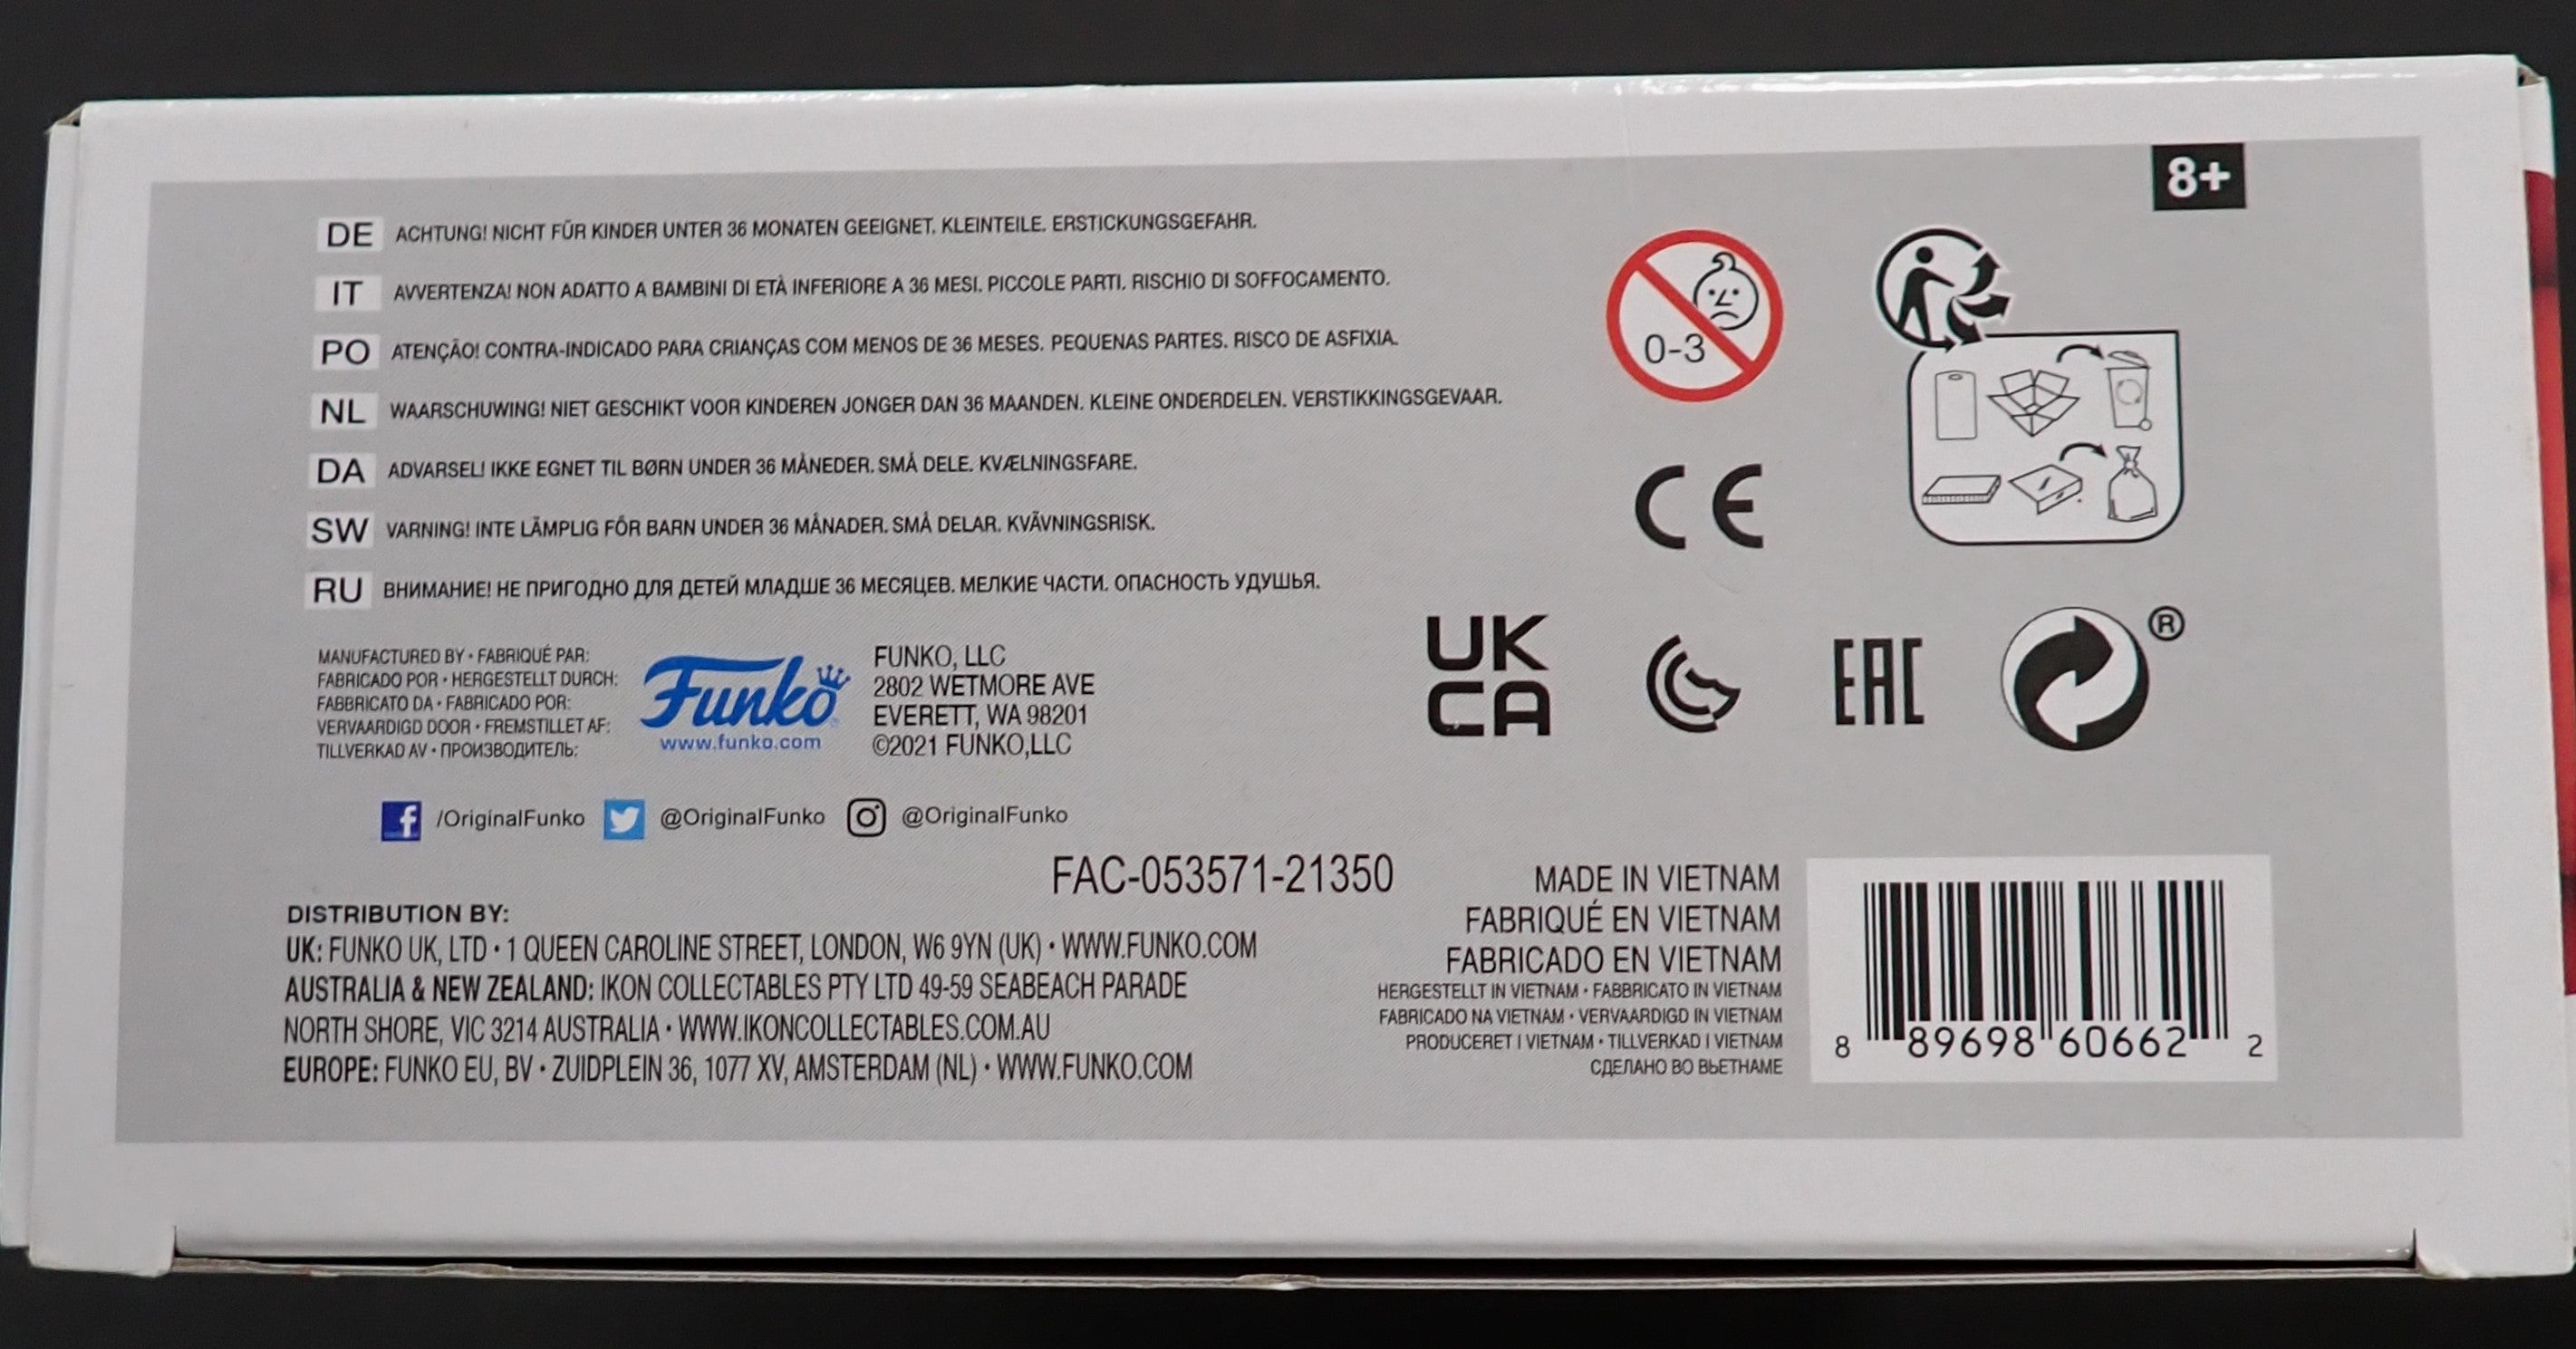 8+
DE ACHTUNG! NICHT FÜR KINDER UNTER 36 MONATEN GEEIGNET. KLEINTEILE. ERSTICKUNGSGEFAHR.
IT AVVERTENZA! NON ADATTO A BAMBINI DI ETÀ INFERIORE A 36 MESI. PICCOLE PARTI. RISCHIO DI SOFFOCAMENTO.
PO ATENÇÃO! CONTRA-INDICADO PARA CRIANÇAS COM MENOS DE 36 MESES. PEQUENAS PARTES. RISCO DE ASFIXIA.
NL WAARSCHUWING! NIET GESCHIKT VOOR KINDEREN JONGER DAN 36 MAANDEN. KLEINE ONDERDELEN. VERSTIKKINGSGEVAAR.
DA ADVARSEL! IKKE EGNET TIL BØRN UNDER 36 MÅNEDER. SMÅ DELE. KVÆLNINGSFARE.
SW VARNING! INTE LÄMPLIG FÖR BARN UNDER 36 MÅNADER. SMÅ DELAR. KVÄVNINGSRISK.
RU ВНИМАНИЕ! НЕ ПРИГОДНО ДЛЯ ДЕТЕЙ МЛАДШЕ 36 МЕСЯЦЕВ. МЕЛКИЕ ЧАСТИ. ОПАСНОСТЬ УДУШЬЯ.
0-3
CE
UK
CA
EAC
®
MANUFACTURED BY • FABRIQUÉ PAR:
FABRICADO POR • HERGESTELLT DURCH:
FABBRICATO DA • FABRICADO POR:
VERVAARDIGD DOOR • FREMSTILLET AF:
TILLVERKAD AV • ПРОИЗВОДИТЕЛЬ:
Funko
www.funko.com
FUNKO, LLC
2802 WETMORE AVE
EVERETT, WA 98201
©2021 FUNKO,LLC
f /OriginalFunko @OriginalFunko @OriginalFunko
FAC-053571-21350
DISTRIBUTION BY:
UK: FUNKO UK, LTD • 1 QUEEN CAROLINE STREET, LONDON, W6 9YN (UK) • WWW.FUNKO.COM
AUSTRALIA & NEW ZEALAND: IKON COLLECTABLES PTY LTD 49-59 SEABEACH PARADE
NORTH SHORE, VIC 3214 AUSTRALIA • WWW.IKONCOLLECTABLES.COM.AU
EUROPE: FUNKO EU, BV • ZUIDPLEIN 36, 1077 XV, AMSTERDAM (NL) • WWW.FUNKO.COM
MADE IN VIETNAM
FABRIQUÉ EN VIETNAM
FABRICADO EN VIETNAM
HERGESTELLT IN VIETNAM • FABBRICATO IN VIETNAM
FABRICADO NA VIETNAM • VERVAARDIGD IN VIETNAM
PRODUCERET I VIETNAM • TILLVERKAD I VIETNAM
СДЕЛАНО ВО ВЬЕТНАМЕ
8 89698 60662 2